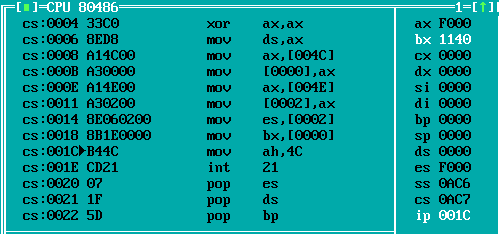 [■]=CPU 80486 1=[↑]
cs:0004 33C0 xor ax,ax ax F000
cs:0006 8ED8 mov ds,ax bx 1140
cs:0008 A14C00 mov ax,[004C] cx 0000
cs:000B A30000 mov [0000],ax dx 0000
cs:000E A14E00 mov ax,[004E] si 0000
cs:0011 A30200 mov [0002],ax di 0000
cs:0014 8E060200 mov es,[0002] bp 0000
cs:0018 8B1E0000 mov bx,[0000] sp 0000
cs:001C▶B44C mov ah,4C ds 0000
cs:001E CD21 int 21 es F000
cs:0020 07 pop es ss 0AC6
cs:0021 1F pop ds cs 0AC7
cs:0022 5D pop bp ip 001C